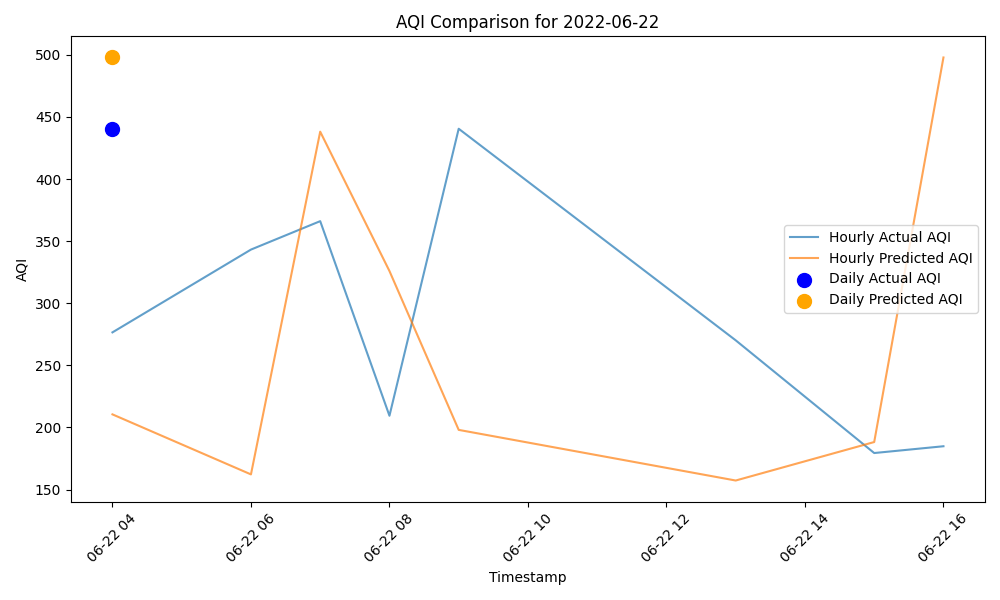 AQI Comparison for 2022-06-22
AQI
500
450
400
350
300
250
200
150
Hourly Actual AQI
Hourly Predicted AQI
Daily Actual AQI
Daily Predicted AQI
06-22 04
06-22 06
06-22 08
06-22 10
06-22 12
06-22 14
06-22 16
Timestamp